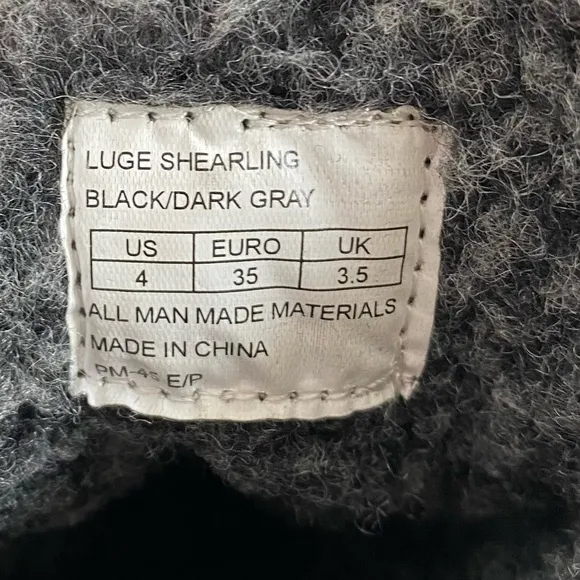 LUGE SHEARLING
BLACK/DARK GRAY
US EURO UK
4 35 3.5
ALL MAN MADE MATERIALS
MADE IN CHINA
E/P